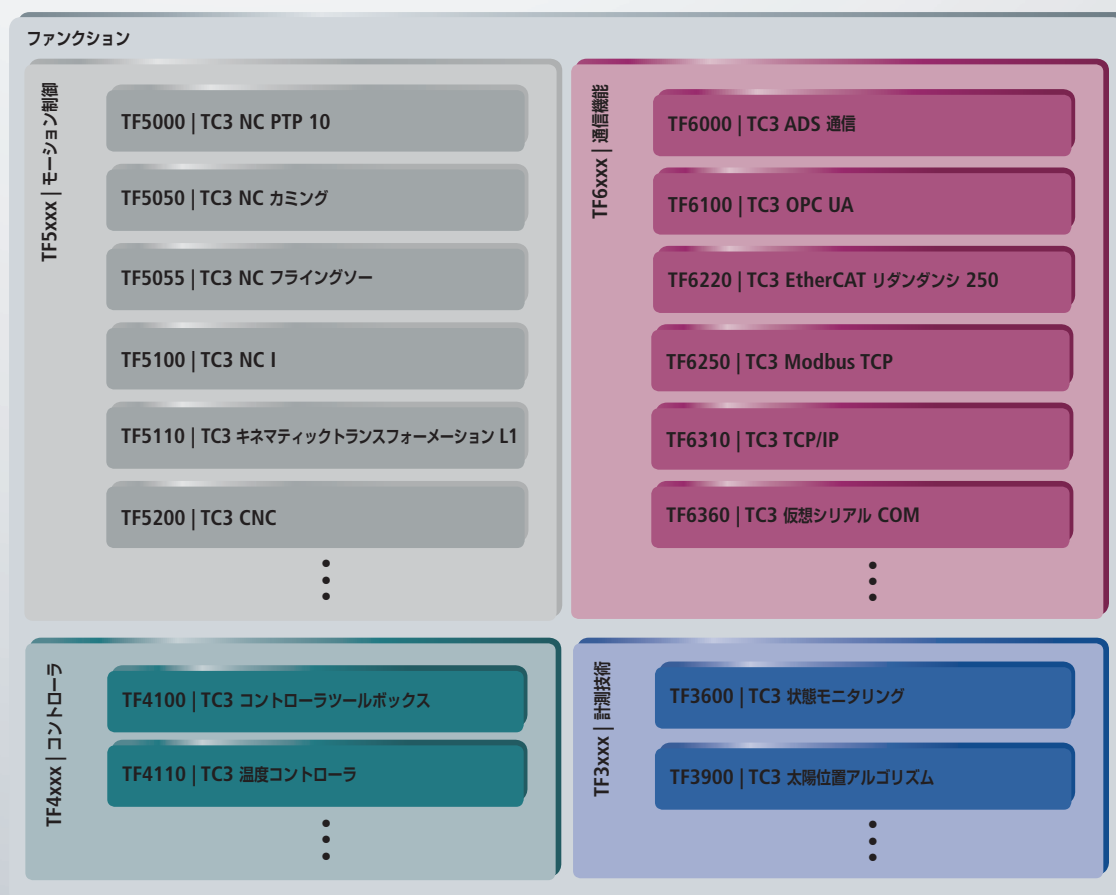 ファンクション
TF5xxx | モーション制御
TF5000 | TC3 NC PTP 10
TF5050 | TC3 NC カミング
TF5055 | TC3 NC フライングソー
TF5100 | TC3 NC I
TF5110 | TC3 キネマティックトランスフォーメーション L1
TF5200 | TC3 CNC
TF6xxx | 通信機能
TF6000 | TC3 ADS 通信
TF6100 | TC3 OPC UA
TF6220 | TC3 EtherCAT リダンダンシ 250
TF6250 | TC3 Modbus TCP
TF6310 | TC3 TCP/IP
TF6360 | TC3 仮想シリアル COM
TF4xxx | コントローラ
TF4100 | TC3 コントローラツールボックス
TF4110 | TC3 温度コントローラ
TF3xxx | 計測技術
TF3600 | TC3 状態モニタリング
TF3900 | TC3 太陽位置アルゴリズム